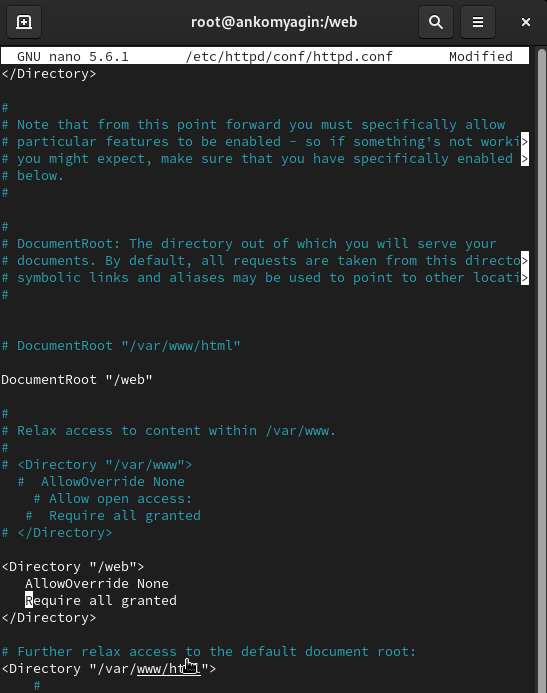 root@ankomyagin:/web
GNU nano 5.6.1 /etc/httpd/conf/httpd.conf Modified
</Directory>
#
# Note that from this point forward you must specifically allow
# particular features to be enabled - so if something's not worki>
# you might expect, make sure that you have specifically enabled >
# below.
#
#
# DocumentRoot: The directory out of which you will serve your
# documents. By default, all requests are taken from this directo>
# symbolic links and aliases may be used to point to other locati>
#
# DocumentRoot "/var/www/html"
DocumentRoot "/web"
#
# Relax access to content within /var/www.
#
# <Directory "/var/www">
#  AllowOverride None
# Allow open access:
#  Require all granted
# </Directory>
<Directory "/web">
AllowOverride None
Require all granted
</Directory>
# Further relax access to the default document root:
<Directory "/var/www/html">
#